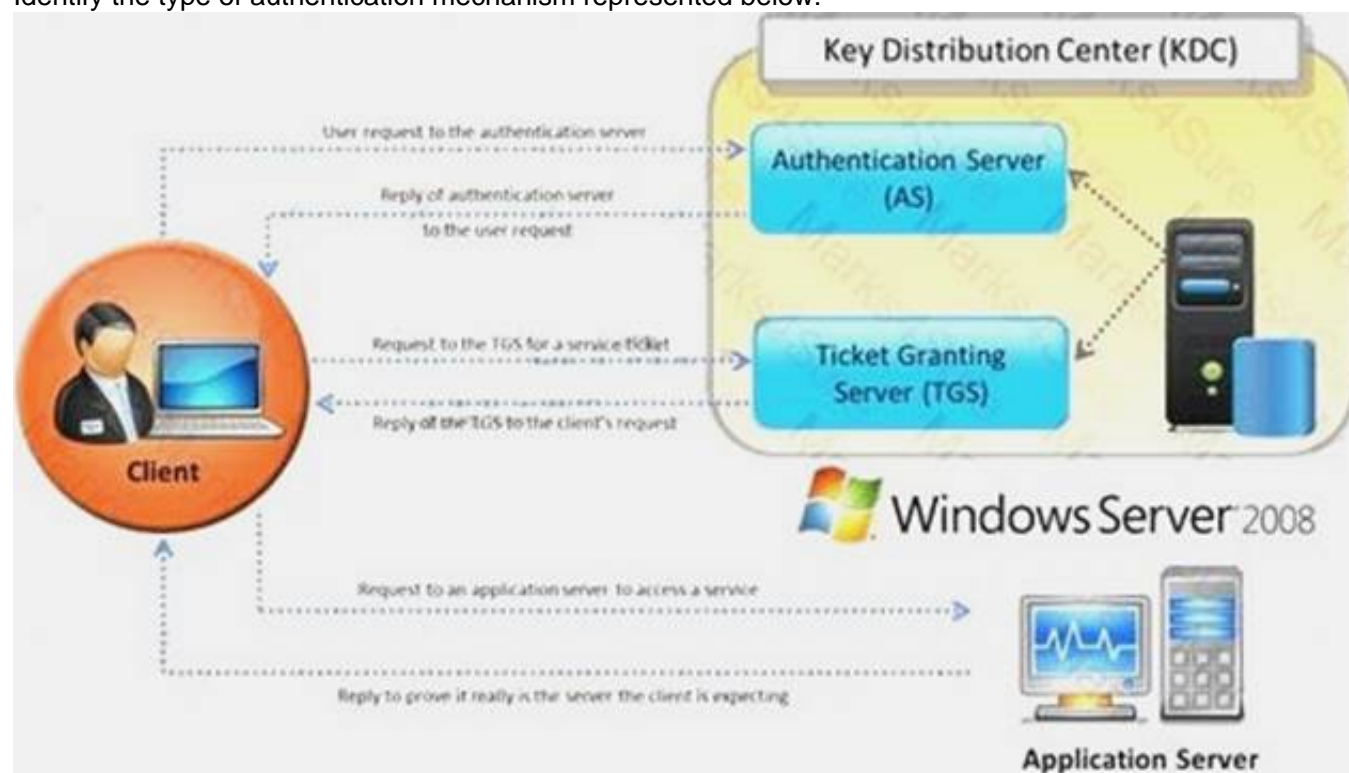 Identify the type of authentication mechanism represented below:
Key Distribution Center (KDC)
User request to the authentication server
Authentication Server
(AS)
Reply of authentication server
to the user request
Request to the TGS for a service ticket
Ticket Granting
Server (TGS)
Reply of the TGS to the client's request
Client
Windows Server 2008
Request to an application server to access a service
Reply to prove it really is the server the client is expecting
Application Server